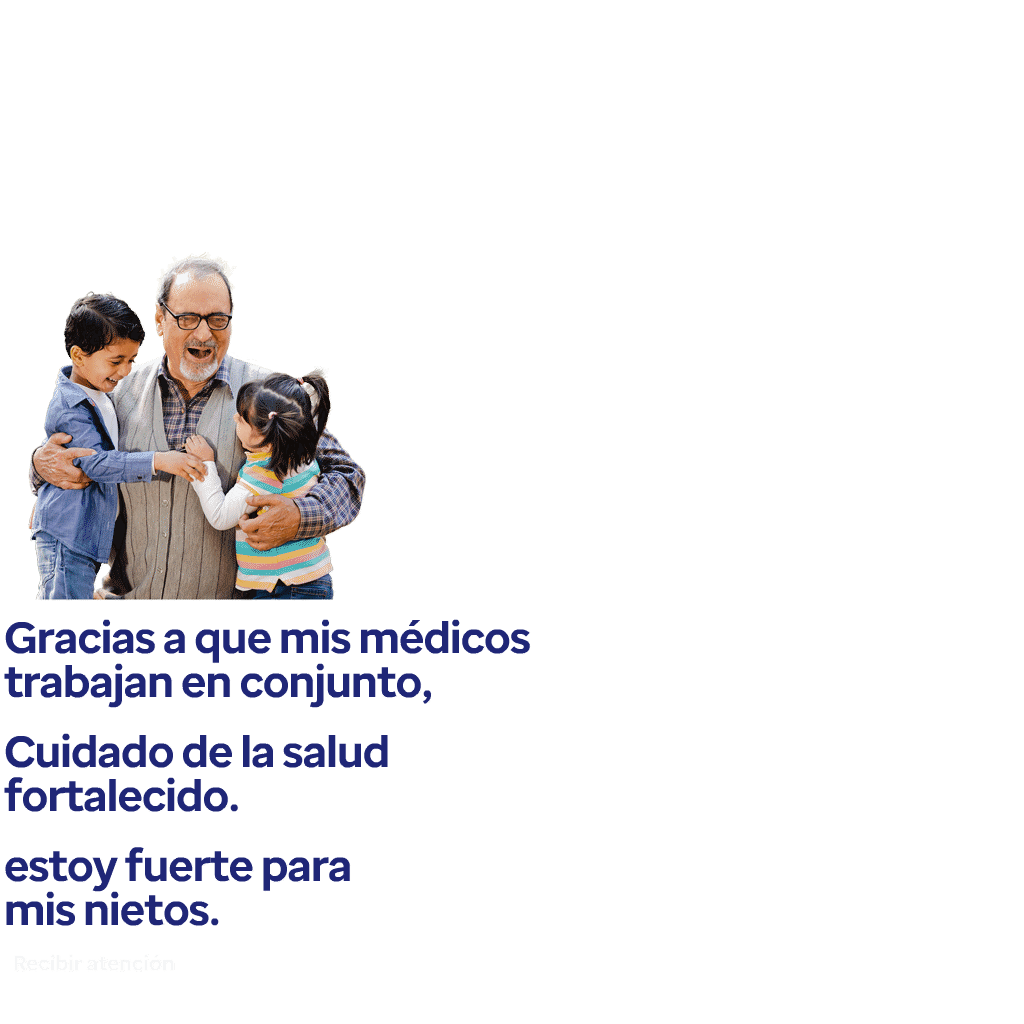 Gracias a que mis médicos
trabajan en conjunto,
Cuidado de la salud
fortalecido.
estoy fuerte para
mis nietos.
Recibir atención